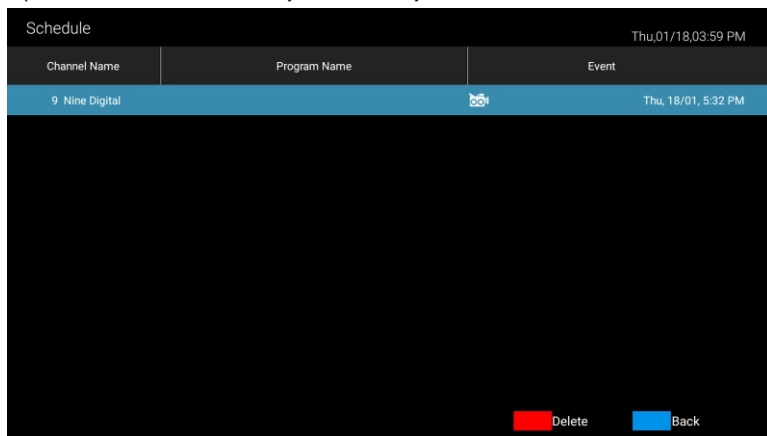 Schedule
Thu,01/18,03:59 PM
Channel Name Program Name Event
9 Nine Digital Thu, 18/01, 5:32 PM
Delete Back